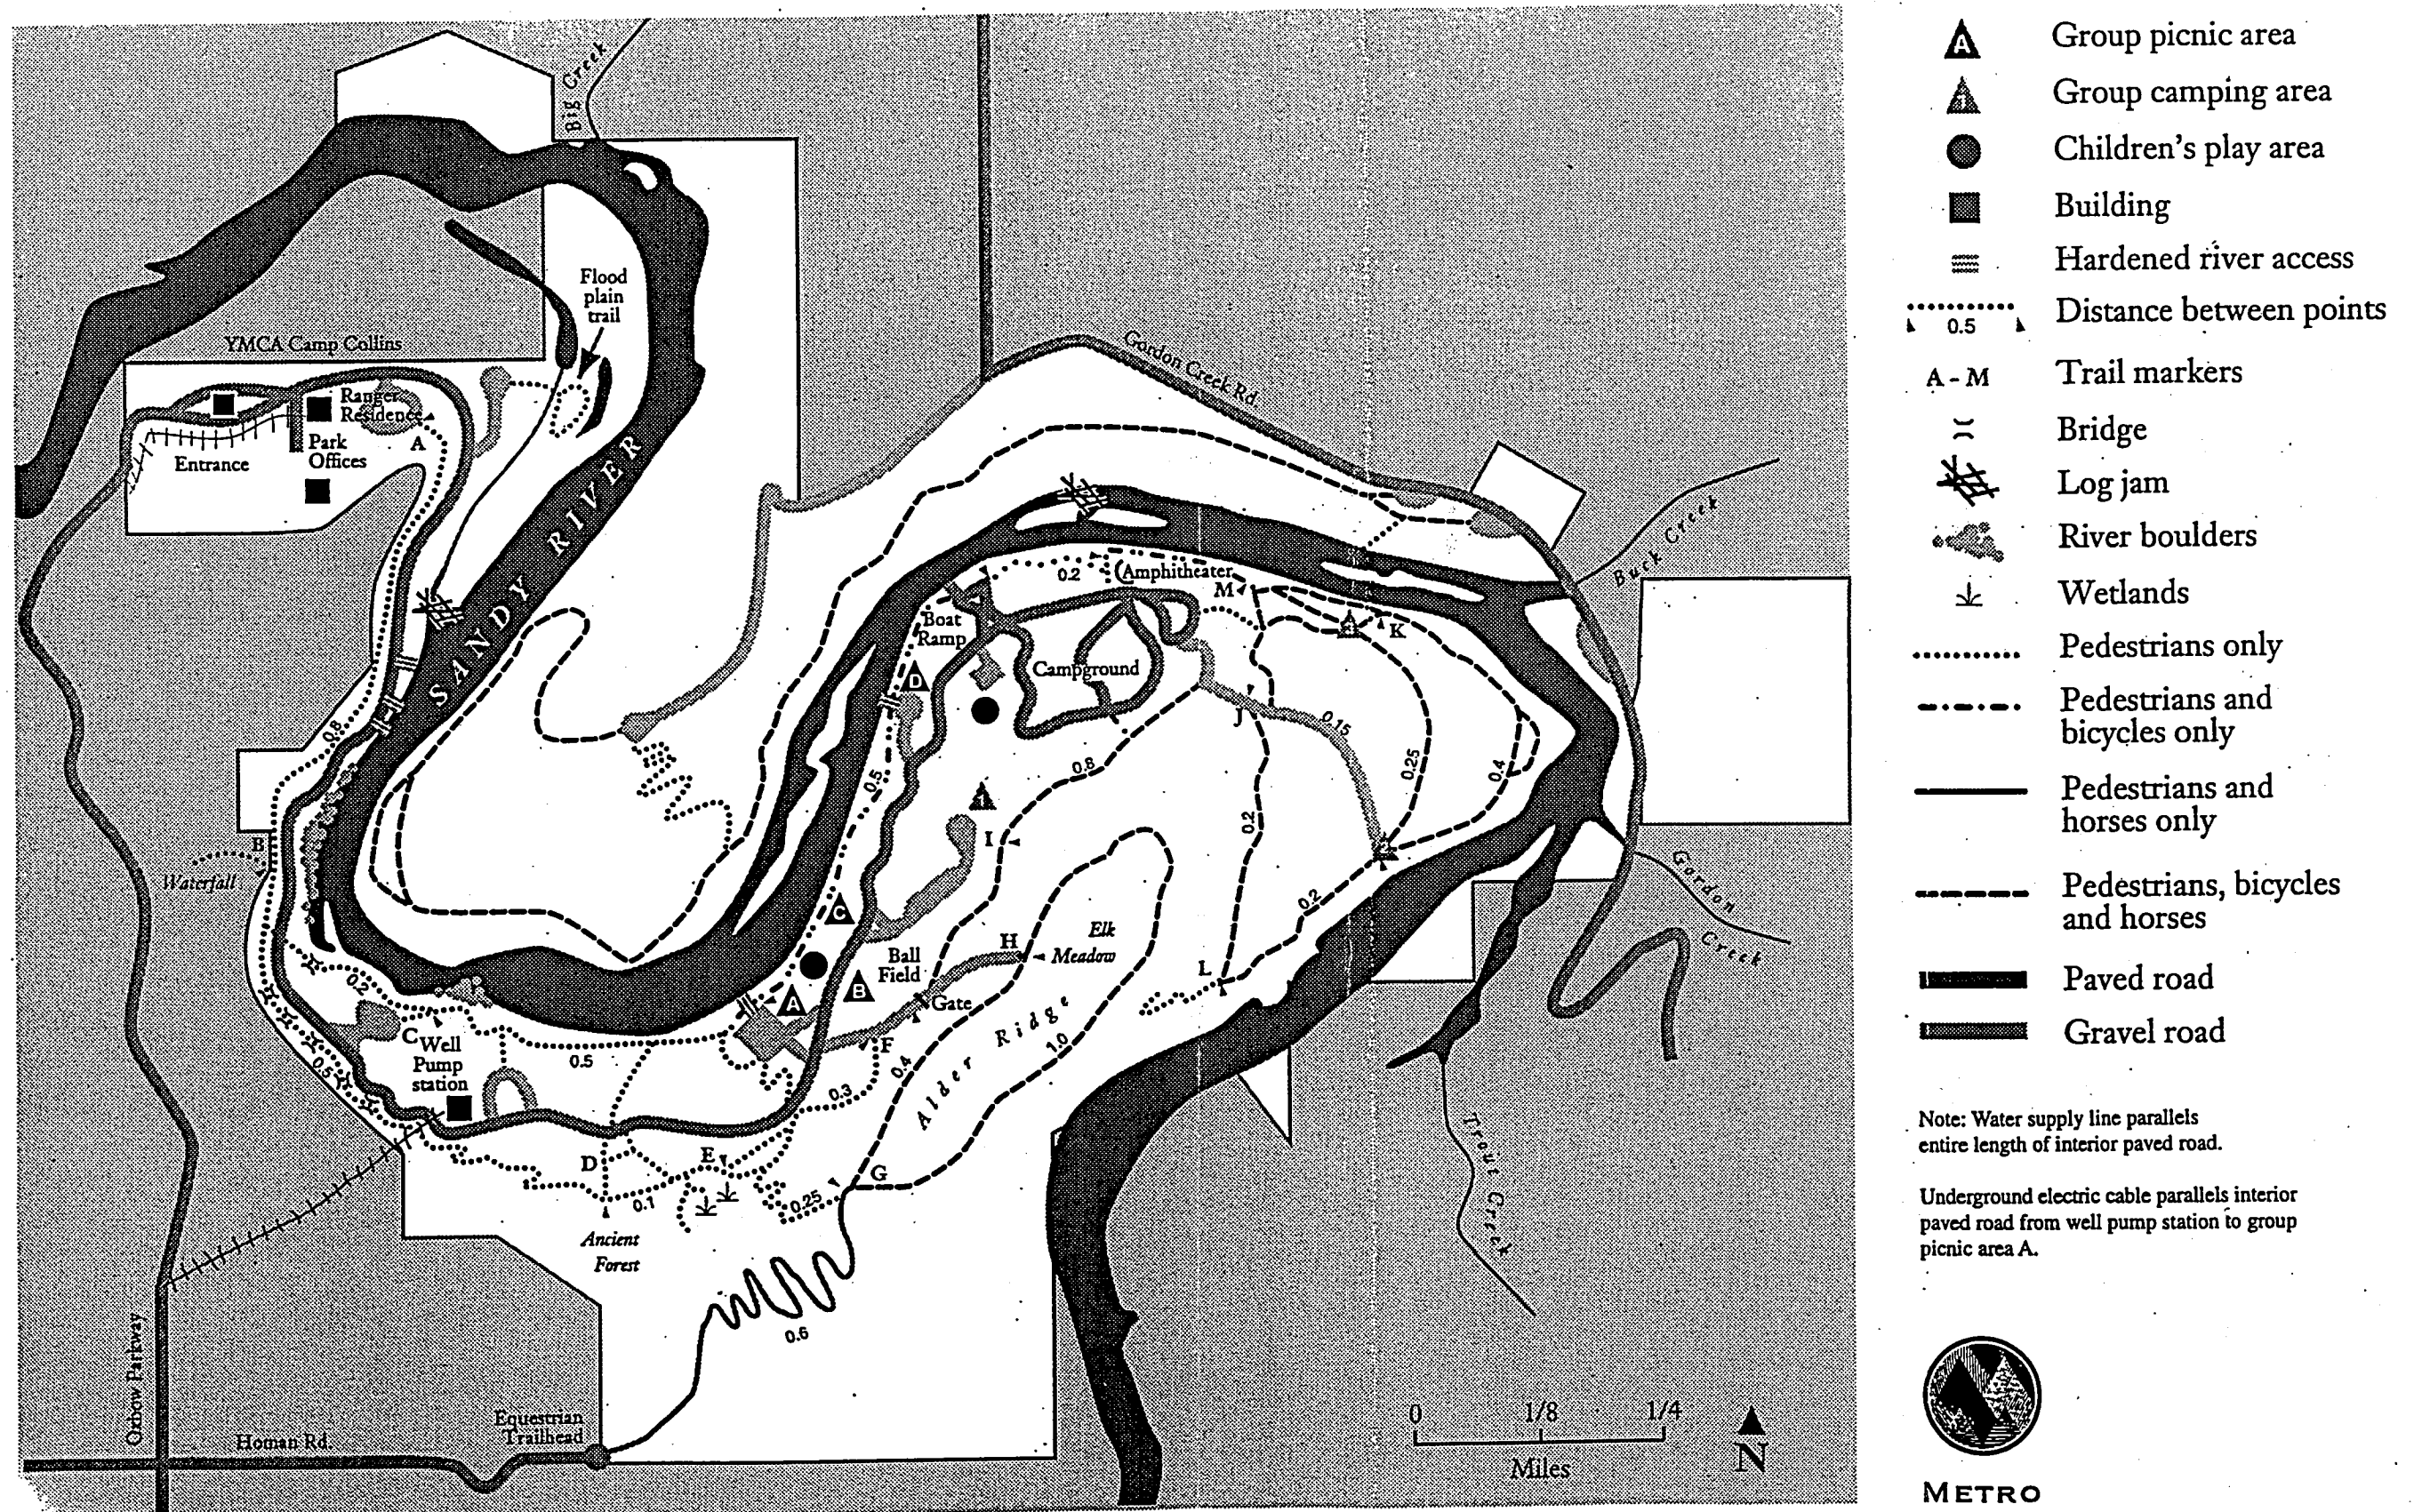 Big Creek
Flood
plain
trail
YMCA Camp Collins
Ranger
Residence
A
Park
Offices
Entrance
SANDY RIVER
Gordon Creek Rd.
Buck Creek
0.2
Amphitheater
M
Boat
Ramp
K
3
D
Campground
J
0.15
0.8
0.25
0.4
0.5
0.8
1
I
0.2
2
B
Waterfall
C
Gordon
Creek
Elk
Meadow
H
Ball
Field
B
L
0.2
0.2
A
Gate
C
Well
Pump
station
0.5
F
0.4
Alder Ridge
1.0
0.5
0.3
D
E
G
0.1
0.25
Trout Creek
Ancient
Forest
0.6
Oxbow Parkway
Equestrian
Trailhead
Homan Rd.
0 1/8 1/4
Miles
N
A Group picnic area
1 Group camping area
Children's play area
Building
Hardened river access
0.5 Distance between points
A - M Trail markers
Bridge
Log jam
River boulders
Wetlands
Pedestrians only
Pedestrians and
bicycles only
Pedestrians and
horses only
Pedestrians, bicycles
and horses
Paved road
Gravel road
Note: Water supply line parallels
entire length of interior paved road.
Underground electric cable parallels interior
paved road from well pump station to group
picnic area A.
METRO